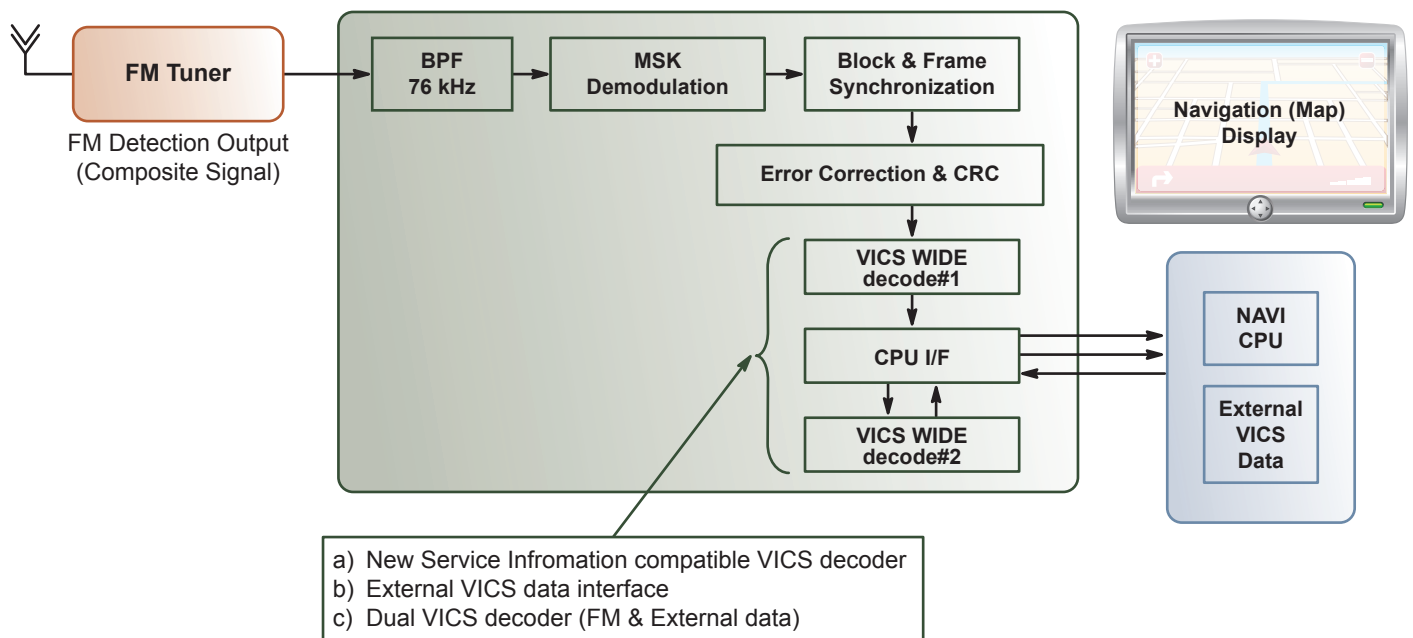 FM Tuner
FM Detection Output
(Composite Signal)
BPF
76 kHz
MSK
Demodulation
Block & Frame
Synchronization
Error Correction & CRC
VICS WIDE
decode#1
CPU I/F
VICS WIDE
decode#2
Navigation (Map)
Display
NAVI
CPU
External
VICS
Data
a) New Service Infromation compatible VICS decoder
b) External VICS data interface
c) Dual VICS decoder (FM & External data)